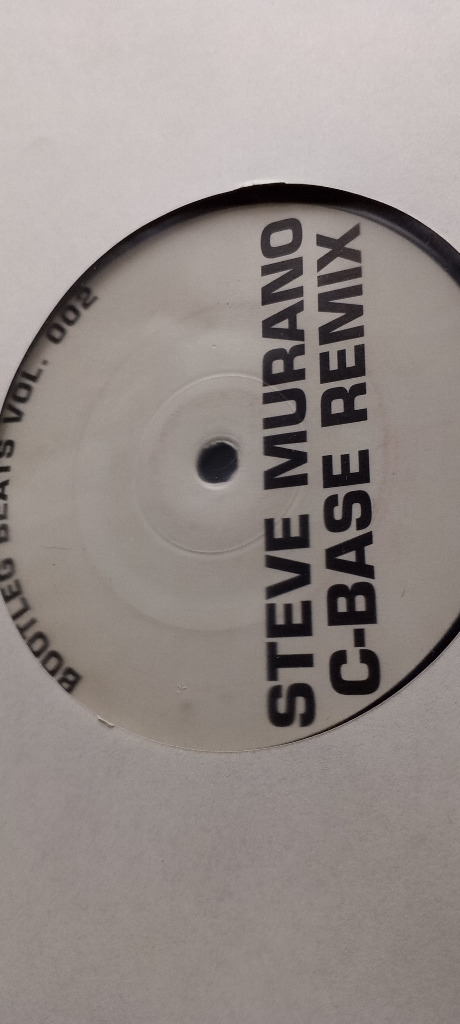 BOOTLEG BEATS VOL. 002
STEVE MURANO
C-BASE REMIX